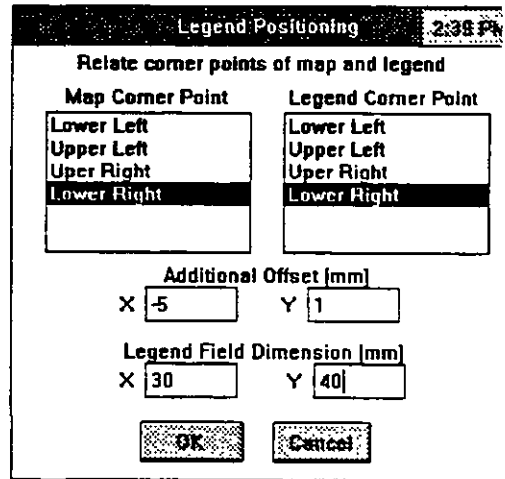 Legend Positioning 2:39 PM
Relate corner points of map and legend
Map Corner Point Legend Corner Point
Lower Left Lower Left
Upper Left Upper Left
Uper Right Uper Right
Lower Right Lower Right
Additional Offset [mm]
X -5 Y 1
Legend Field Dimension [mm]
X 30 Y 40
OK Cancel